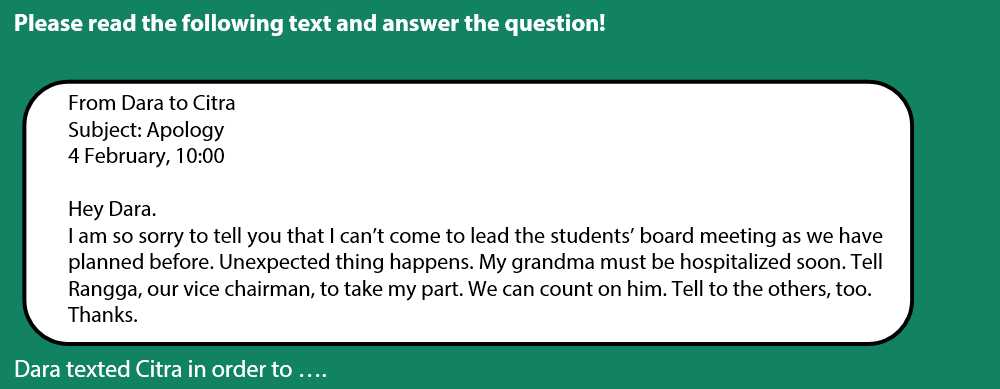 Please read the following text and answer the question!
From Dara to Citra
Subject: Apology
4 February, 10:00
Hey Dara.
I am so sorry to tell you that I can’t come to lead the students’ board meeting as we have
planned before. Unexpected thing happens. My grandma must be hospitalized soon. Tell
Rangga, our vice chairman, to take my part. We can count on him. Tell to the others, too.
Thanks.
Dara texted Citra in order to ….